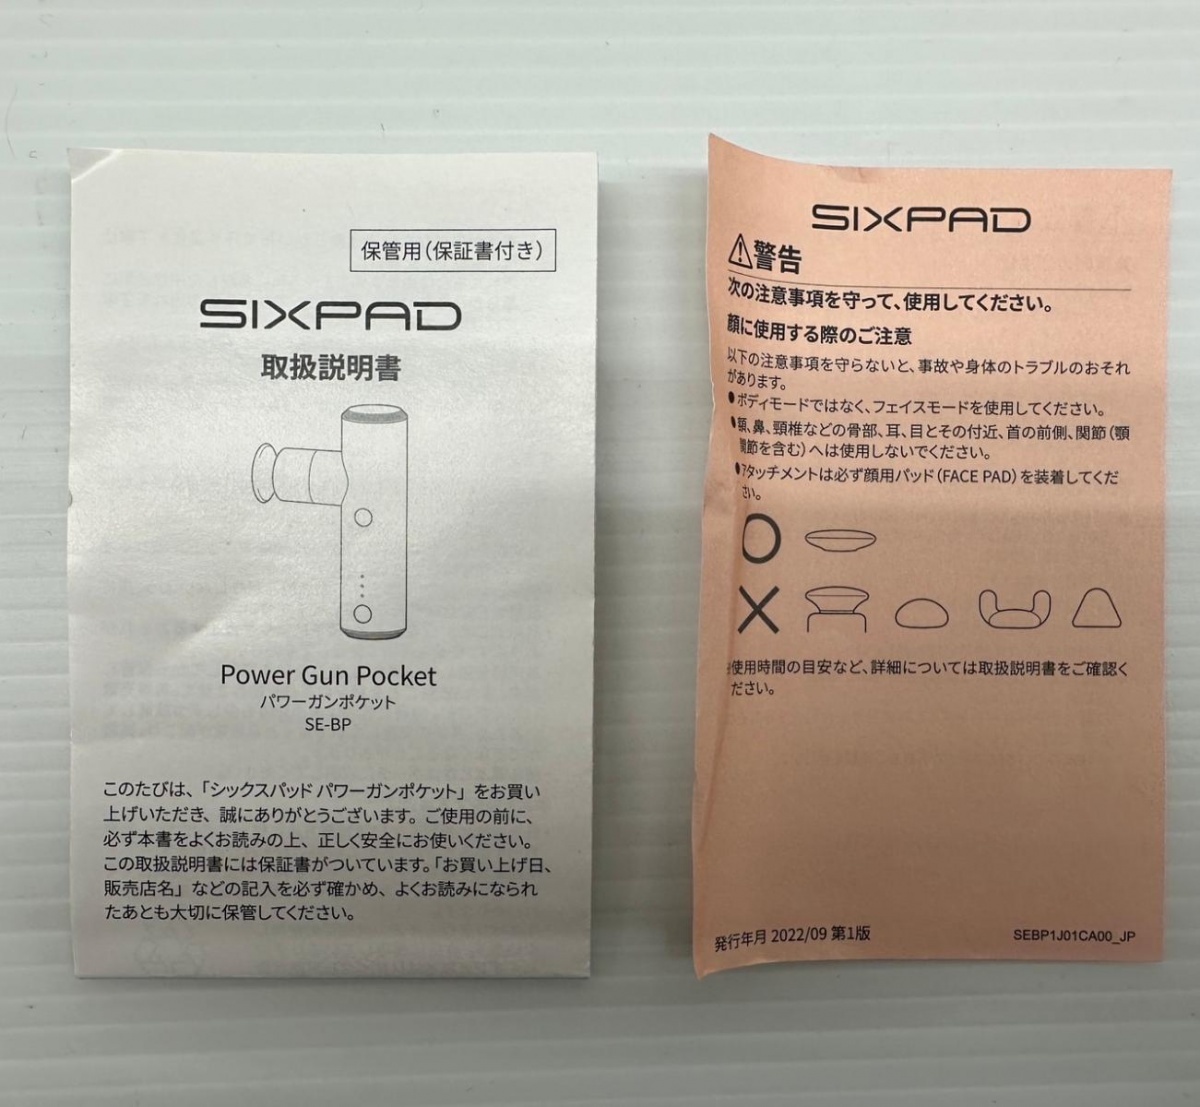 保管用(保証書付き)
SIXPAD
取扱説明書
Power Gun Pocket
パワーガンポケット
SE-BP
このたびは、「シックスパッド パワーガンポケット」をお買い
上げいただき、誠にありがとうございます。ご使用の前に、
必ず本書をよくお読みの上、正しく安全にお使いください。
この取扱説明書には保証書がついています。「お買い上げ日、
販売店名」などの記入を必ず確かめ、よくお読みになられ
たあとも大切に保管してください。
SIXPAD
⚠警告
次の注意事項を守って、使用してください。
顔に使用する際のご注意
以下の注意事項を守らないと、事故や身体のトラブルのおそれ
があります。
●ボディモードではなく、フェイスモードを使用してください。
●額、鼻、頸椎などの骨部、耳、目とその付近、首の前側、関節(顎
関節を含む)へは使用しないでください。
●アタッチメントは必ず顔用パッド(FACE PAD)を装着してくだ
さい。
使用時間の目安など、詳細については取扱説明書をご確認く
ださい。
発行年月 2022/09 第1版
SEBP1J01CA00_JP